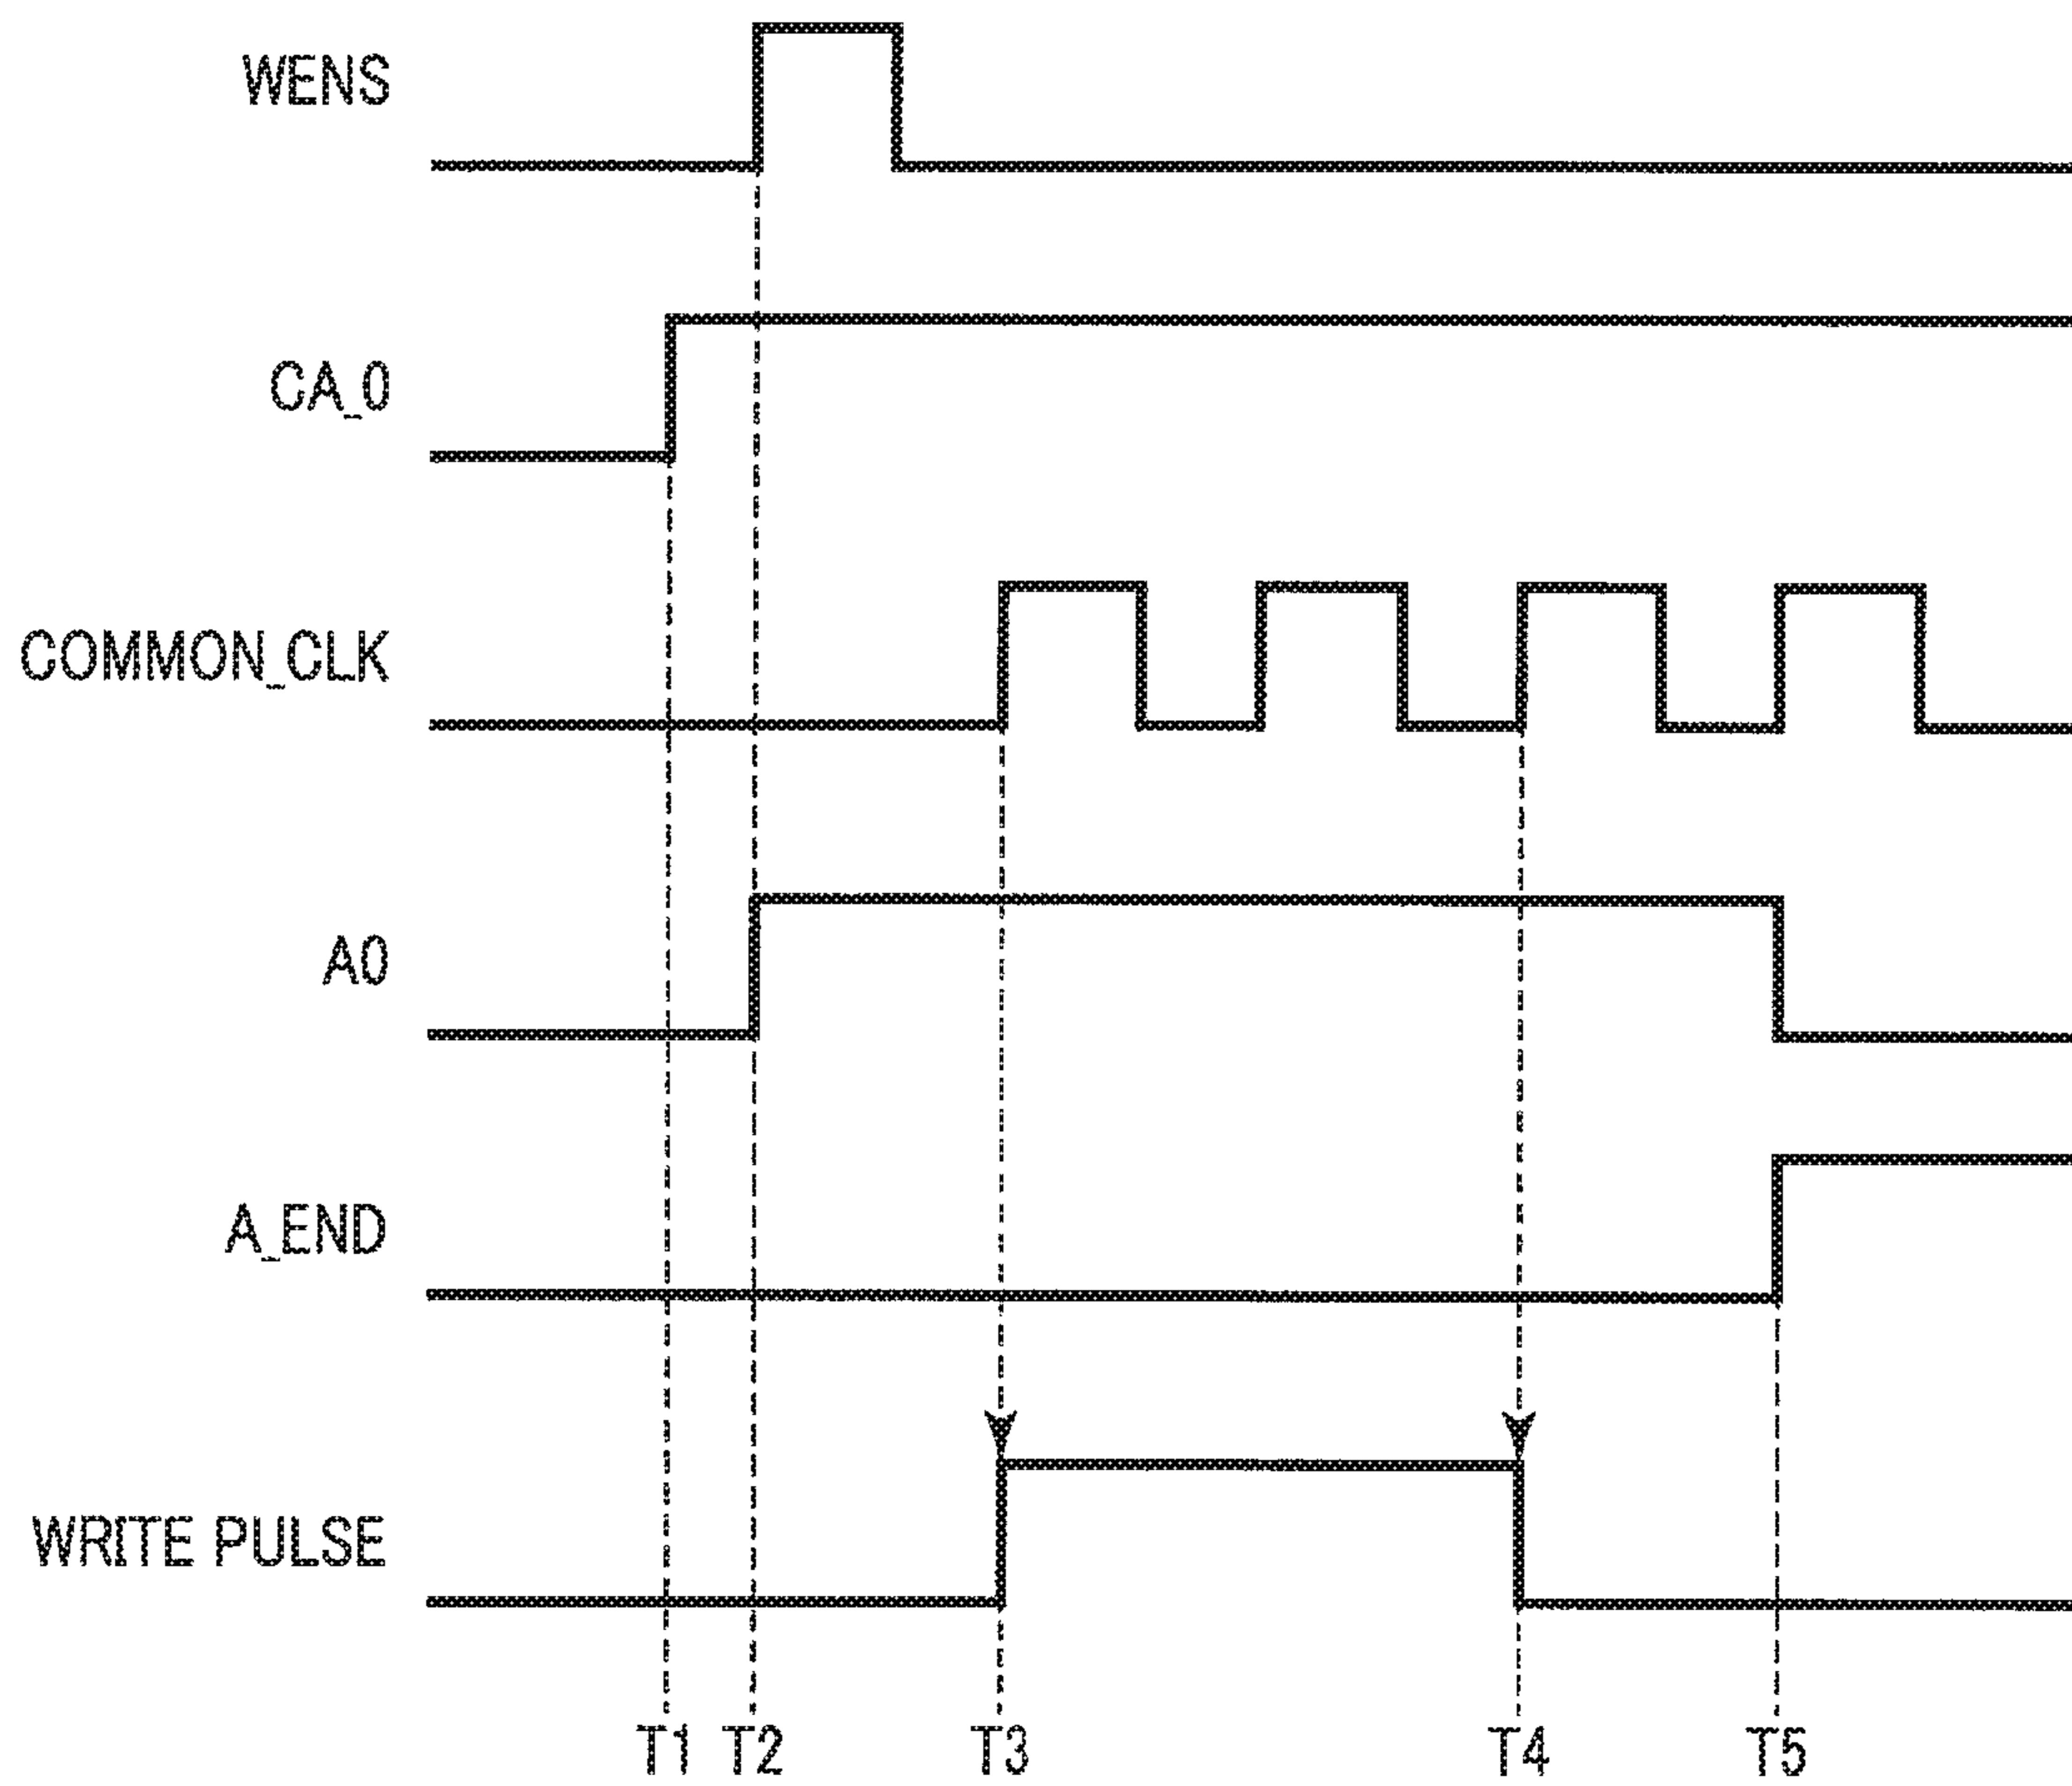 WENS
CA_0
COMMON_CLK
A0
A_END
WRITE PULSE
T1 T2 T3 T4 T5